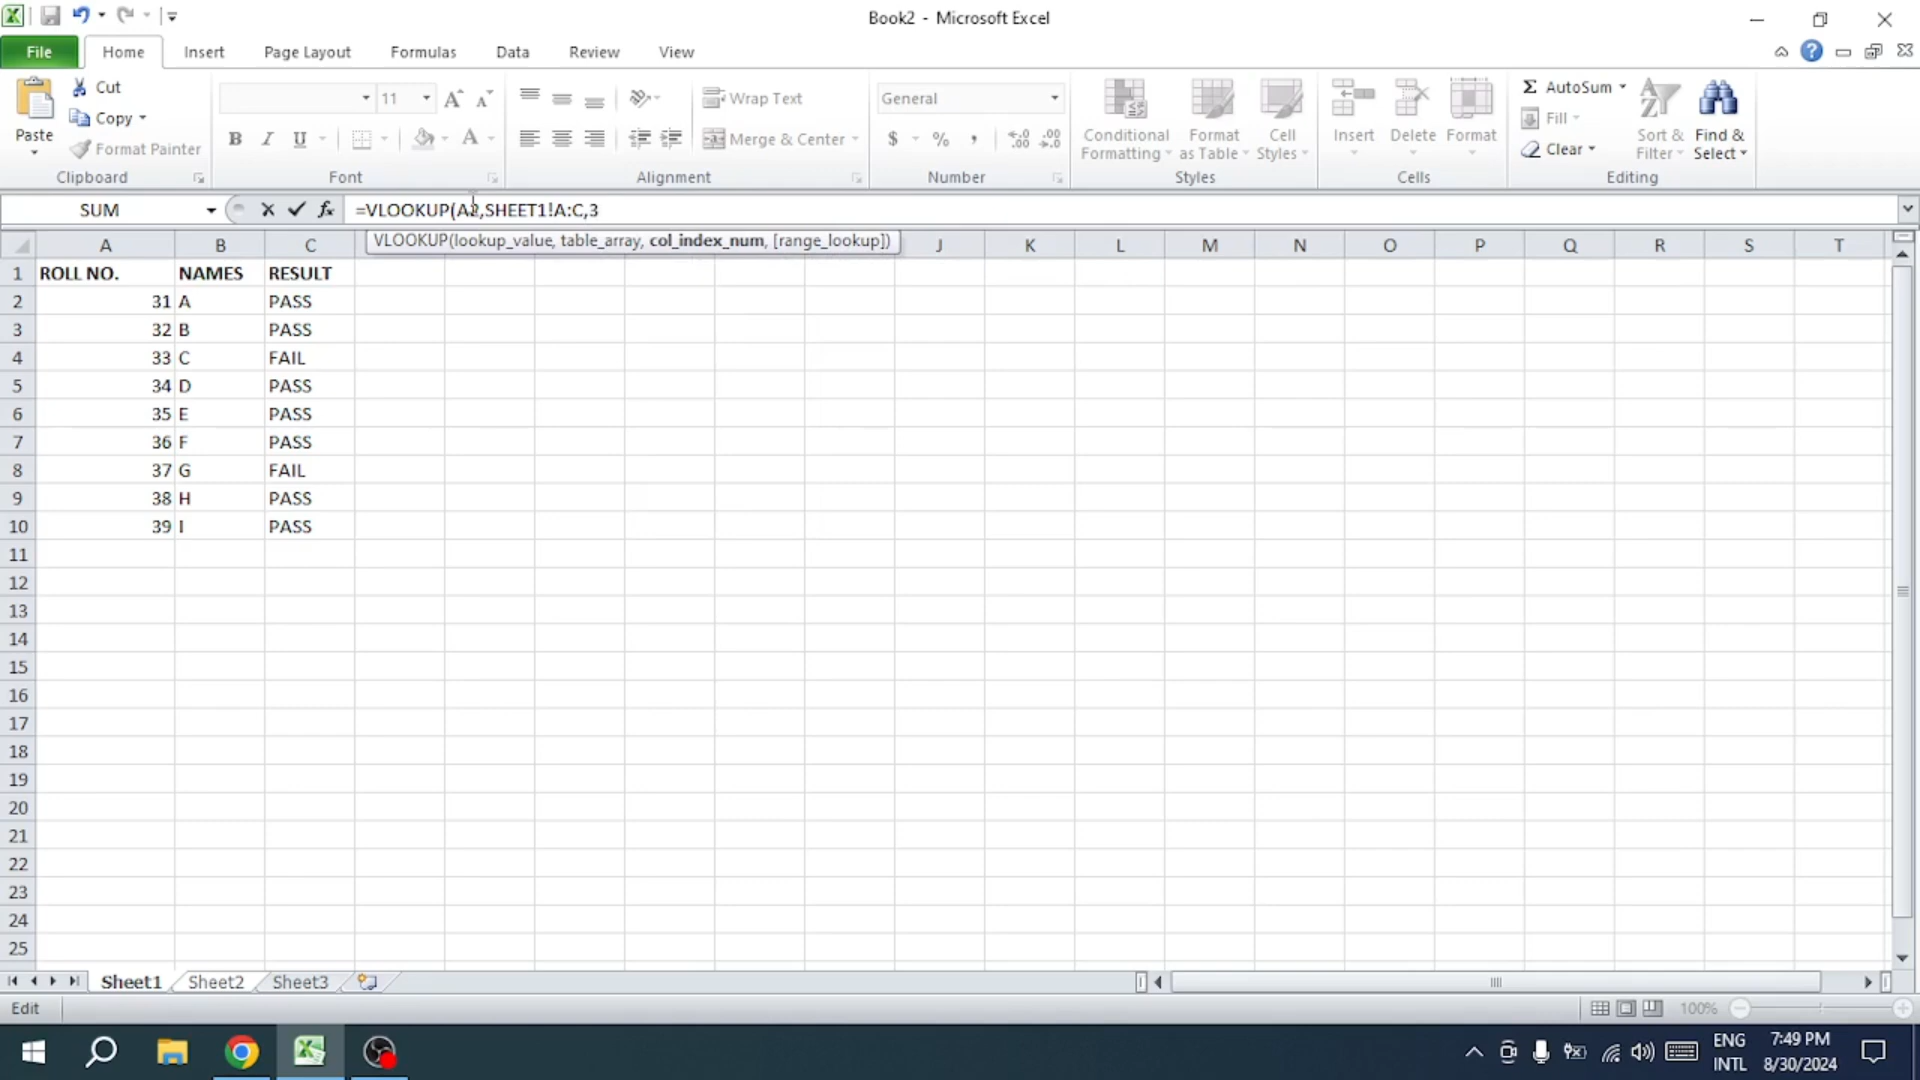 Book2 - Microsoft Excel
File Home Insert Page Layout Formulas Data Review View
Paste
Cut
Copy
Format Painter
Clipboard
11
B I U
Font
Wrap Text
Merge & Center
Alignment
General
$ % ,
Number
Conditional Formatting
Format as Table
Cell Styles
Styles
Insert
Delete
Format
Cells
AutoSum
Fill
Clear
Sort & Filter
Find & Select
Editing
SUM =VLOOKUP(A2,SHEET1!A:C,3
VLOOKUP(lookup_value, table_array, col_index_num, [range_lookup])
A B C J K L M N O P Q R S T
1 ROLL NO. NAMES RESULT
2 31 A PASS
3 32 B PASS
4 33 C FAIL
5 34 D PASS
6 35 E PASS
7 36 F PASS
8 37 G FAIL
9 38 H PASS
10 39 I PASS
11
12
13
14
15
16
17
18
19
20
21
22
23
24
25
Sheet1 Sheet2 Sheet3
Edit 100%
ENG 7:49 PM
INTL 8/30/2024